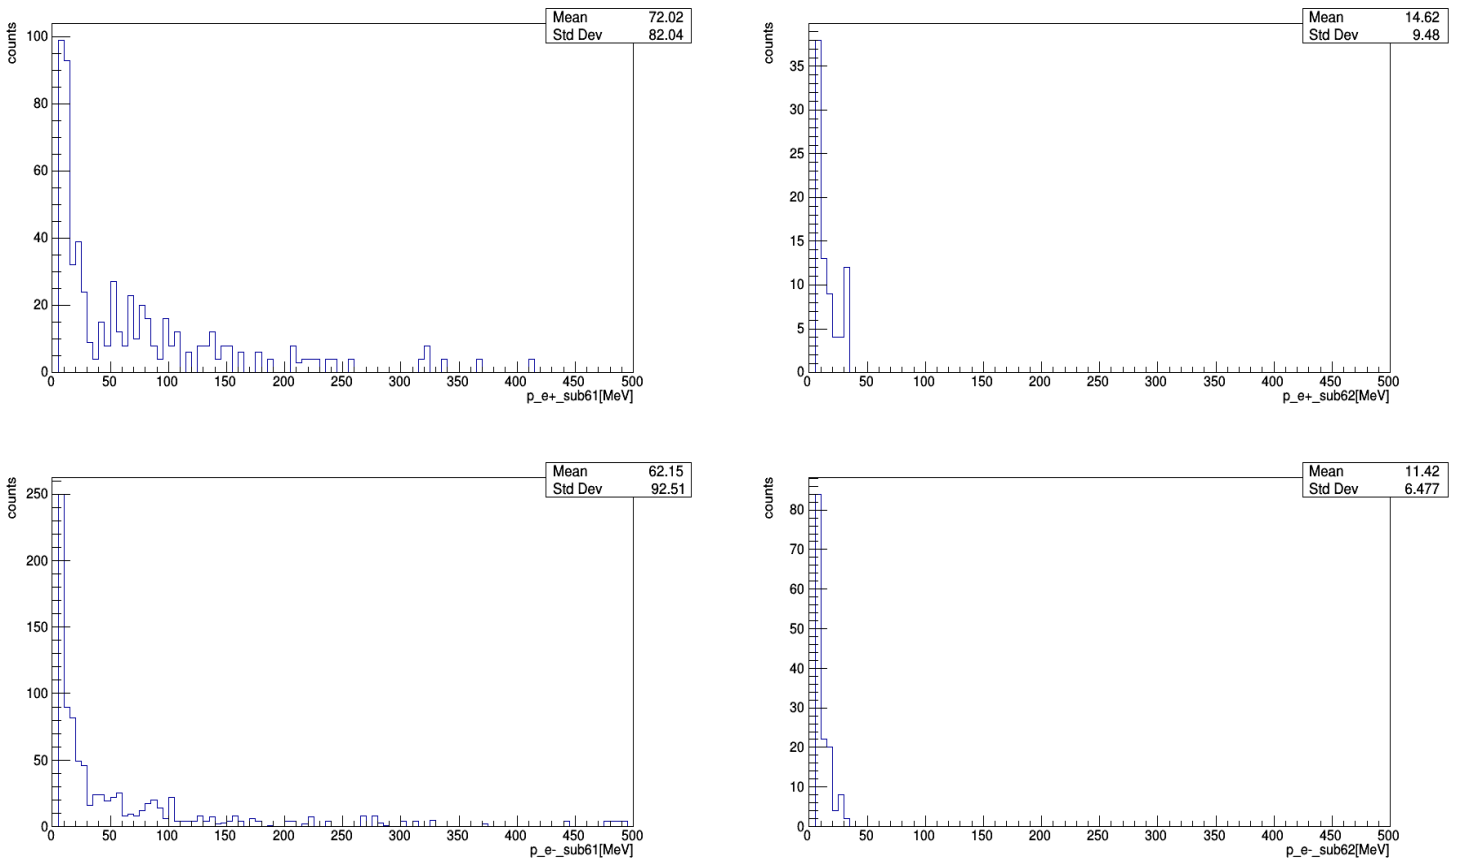 counts
Mean 72.02
Std Dev 82.04
100
80
60
40
20
0
0 50 100 150 200 250 300 350 400 450 500
p_e+_sub61[MeV]
counts
Mean 14.62
Std Dev 9.48
35
30
25
20
15
10
5
0
0 50 100 150 200 250 300 350 400 450 500
p_e+_sub62[MeV]
counts
Mean 62.15
Std Dev 92.51
250
200
150
100
50
0
0 50 100 150 200 250 300 350 400 450 500
p_e-_sub61[MeV]
counts
Mean 11.42
Std Dev 6.477
80
70
60
50
40
30
20
10
0
0 50 100 150 200 250 300 350 400 450 500
p_e-_sub62[MeV]